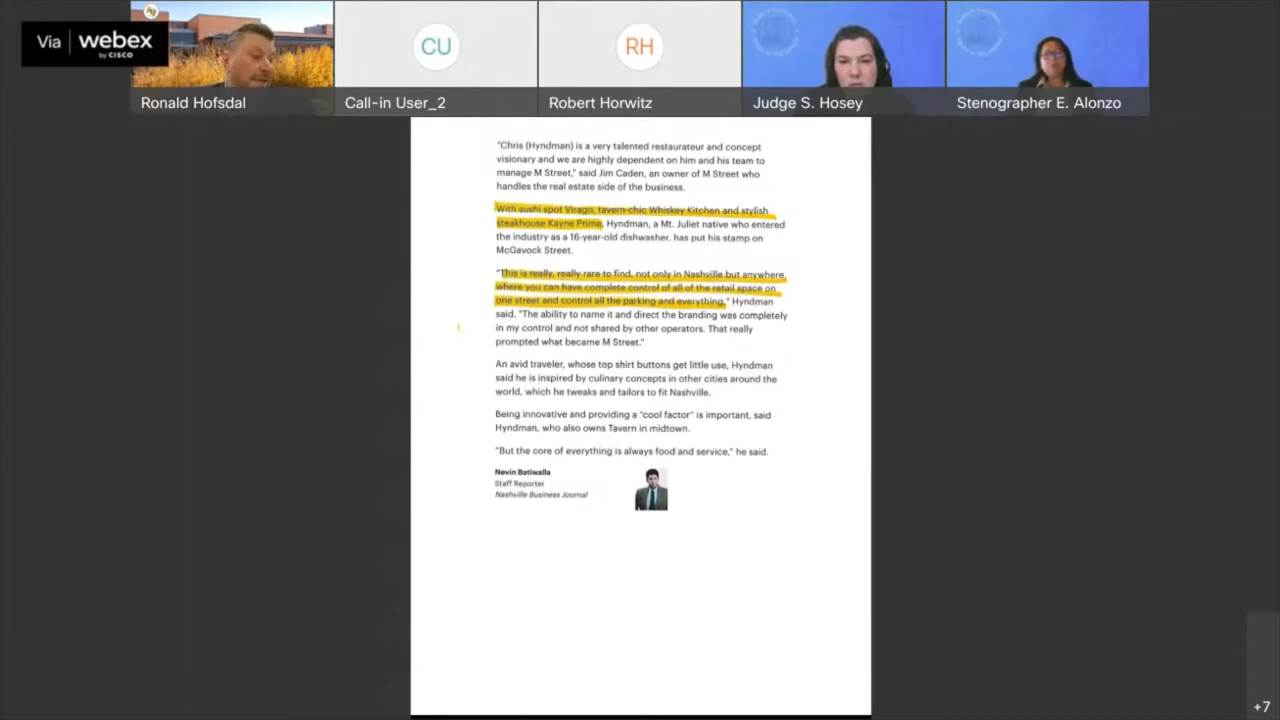 Via | webex
by CISCO
CU
RH
Ronald Hofsdal
Call-in User_2
Robert Horwitz
Judge S. Hosey
Stenographer E. Alonzo
"Chris (Hyndman) is a very talented restaurateur and concept
visionary and we are highly dependent on him and his team to
manage M Street," said Jim Caden, an owner of M Street who
handles the real estate side of the business.
With sushi spot Virago, tavern-chic Whiskey Kitchen and stylish
steakhouse Kayne Prime, Hyndman, a Mt. Juliet native who entered
the industry as a 16-year-old dishwasher, has put his stamp on
McGavock Street.
"This is really, really rare to find, not only in Nashville but anywhere,
where you can have complete control of all of the retail space on
one street and control all the parking and everything," Hyndman
said. "The ability to name it and direct the branding was completely
in my control and not shared by other operators. That really
prompted what became M Street."
An avid traveler, whose top shirt buttons get little use, Hyndman
said he is inspired by culinary concepts in other cities around the
world, which he tweaks and tailors to fit Nashville.
Being innovative and providing a "cool factor" is important, said
Hyndman, who also owns Tavern in midtown.
"But the core of everything is always food and service," he said.
Nevin Batiwalla
Staff Reporter
Nashville Business Journal
+7